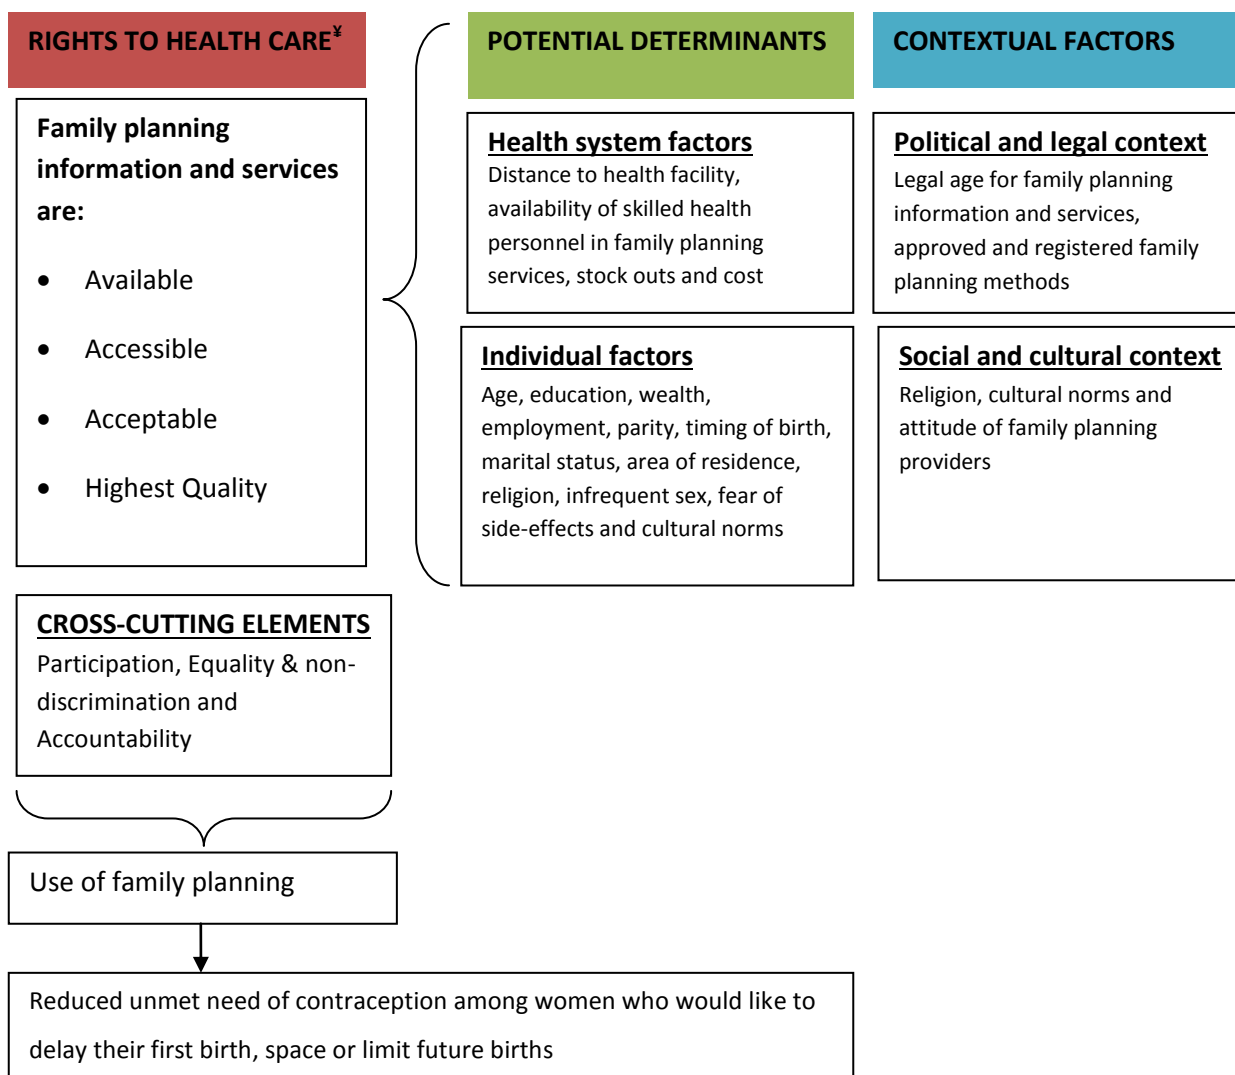 RIGHTS TO HEALTH CARE¥
Family planning
information and services
are:
• Available
• Accessible
• Acceptable
• Highest Quality
CROSS-CUTTING ELEMENTS
Participation, Equality & non-
discrimination and
Accountability
Use of family planning
Reduced unmet need of contraception among women who would like to
delay their first birth, space or limit future births
POTENTIAL DETERMINANTS
Health system factors
Distance to health facility,
availability of skilled health
personnel in family planning
services, stock outs and cost
Individual factors
Age, education, wealth,
employment, parity, timing of birth,
marital status, area of residence,
religion, infrequent sex, fear of
side-effects and cultural norms
CONTEXTUAL FACTORS
Political and legal context
Legal age for family planning
information and services,
approved and registered family
planning methods
Social and cultural context
Religion, cultural norms and
attitude of family planning
providers